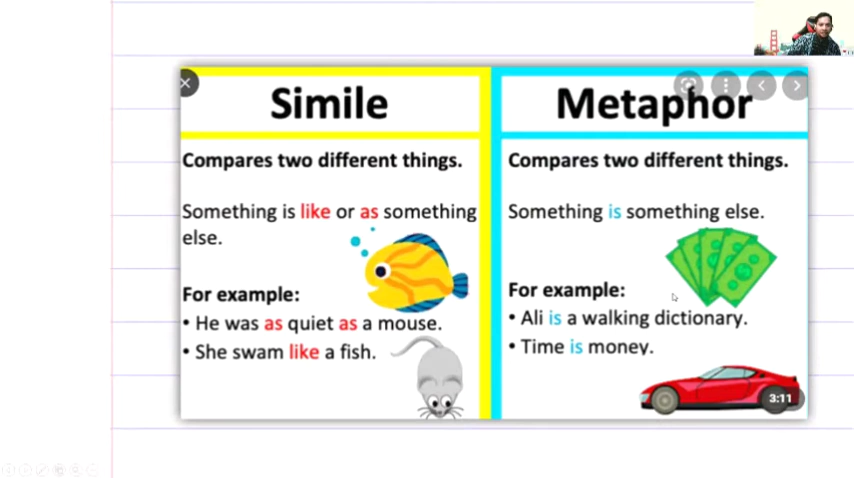 Simile
Compares two different things.
Something is like or as something
else.
For example:
• He was as quiet as a mouse.
• She swam like a fish.
Metaphor
Compares two different things.
Something is something else.
For example:
• Ali is a walking dictionary.
• Time is money.
3:11